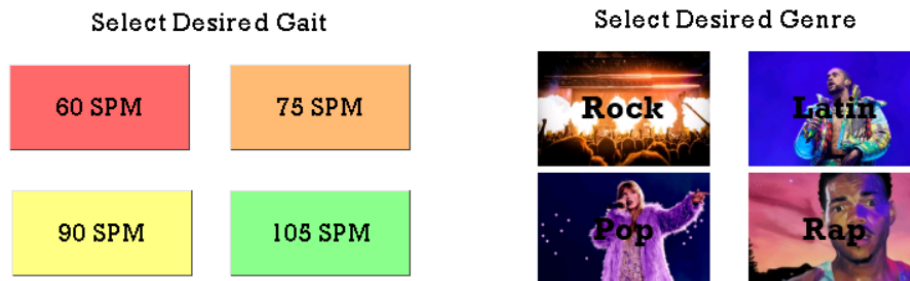 Select Desired Gait
60 SPM
75 SPM
90 SPM
105 SPM
Select Desired Genre
Rock
Latin
Pop
Rap